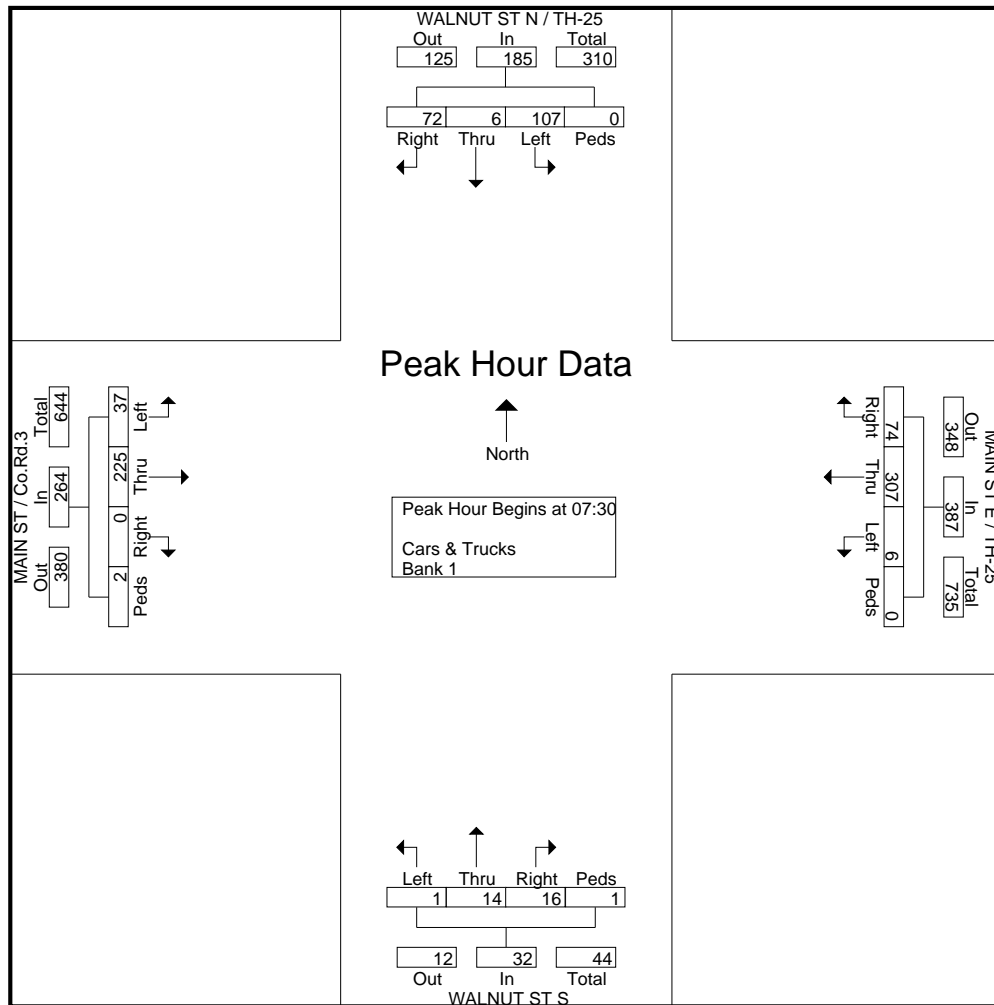 WALNUT ST N / TH-25
Out In Total
125 185 310
72 6 107 0
Right Thru Left Peds
Peak Hour Data
North
Peak Hour Begins at 07:30
Cars & Trucks
Bank 1
MAIN ST / Co.Rd.3
Out In Total
380 264 644
2 0 225 37
Peds Right Thru Left
Right Thru Left Peds
74 307 6 0
Out In Total
348 387 735
MAIN ST E / TH-25
Left Thru Right Peds
1 14 16 1
12 32 44
Out In Total
WALNUT ST S